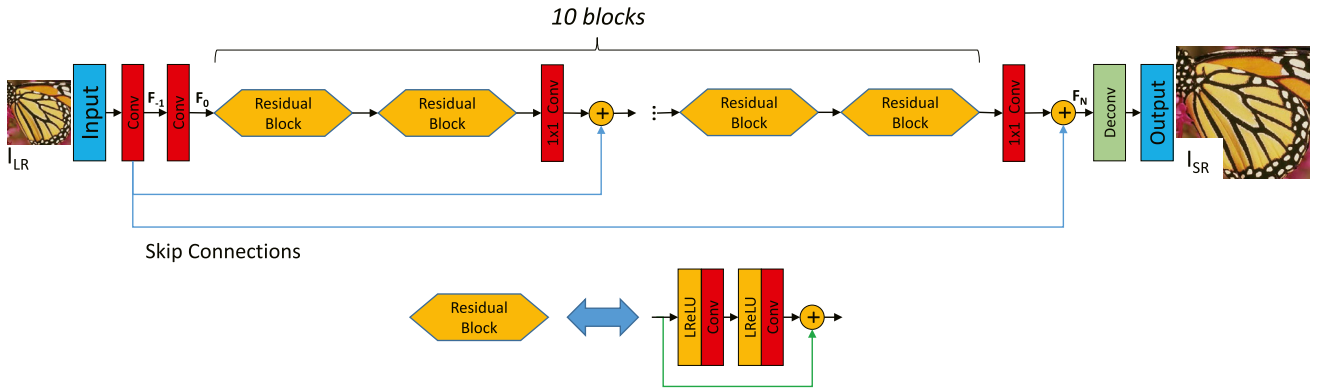 10 blocks
Input
Conv
F-1
Conv
F0
Residual
Block
Residual
Block
1x1 Conv
+
...
Residual
Block
Residual
Block
1x1 Conv
+
FN
Deconv
Output
ILR
ISR
Skip Connections
Residual
Block
LReLU
Conv
LReLU
Conv
+